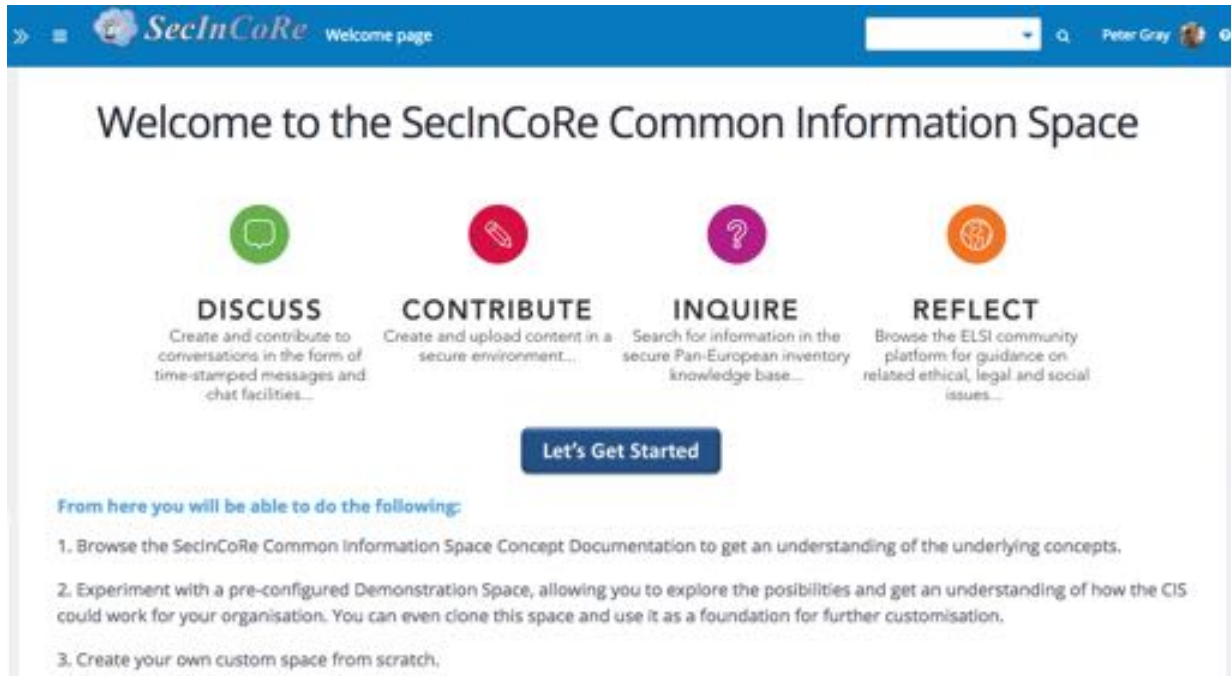 SecInCoRe Welcome page Peter Gray
Welcome to the SecInCoRe Common Information Space
DISCUSS
Create and contribute to
conversations in the form of
time-stamped messages and
chat facilities...
CONTRIBUTE
Create and upload content in a
secure environment...
INQUIRE
Search for information in the
secure Pan-European inventory
knowledge base...
REFLECT
Browse the ELSI community
platform for guidance on
related ethical, legal and social
issues...
Let's Get Started
From here you will be able to do the following:
1. Browse the SecInCoRe Common Information Space Concept Documentation to get an understanding of the underlying concepts.
2. Experiment with a pre-configured Demonstration Space, allowing you to explore the posibilities and get an understanding of how the CIS
could work for your organisation. You can even clone this space and use it as a foundation for further customisation.
3. Create your own custom space from scratch.